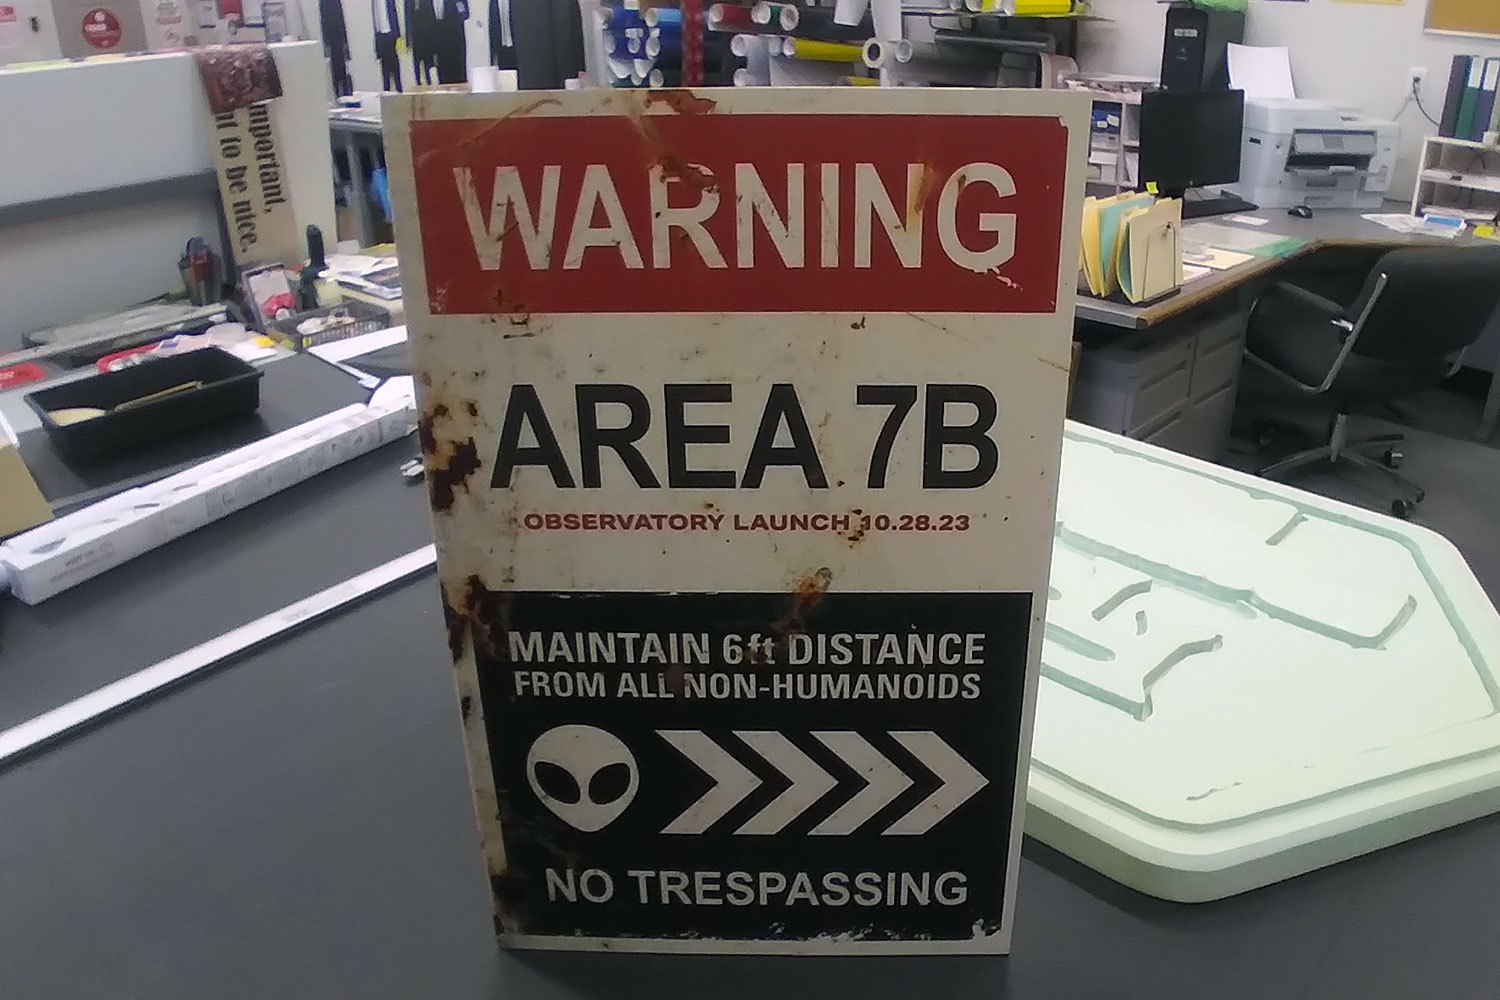 WARNING
AREA 7B
OBSERVATORY LAUNCH 10.28.23
MAINTAIN 6ft DISTANCE
FROM ALL NON-HUMANOIDS
NO TRESPASSING
important,
to be nice.